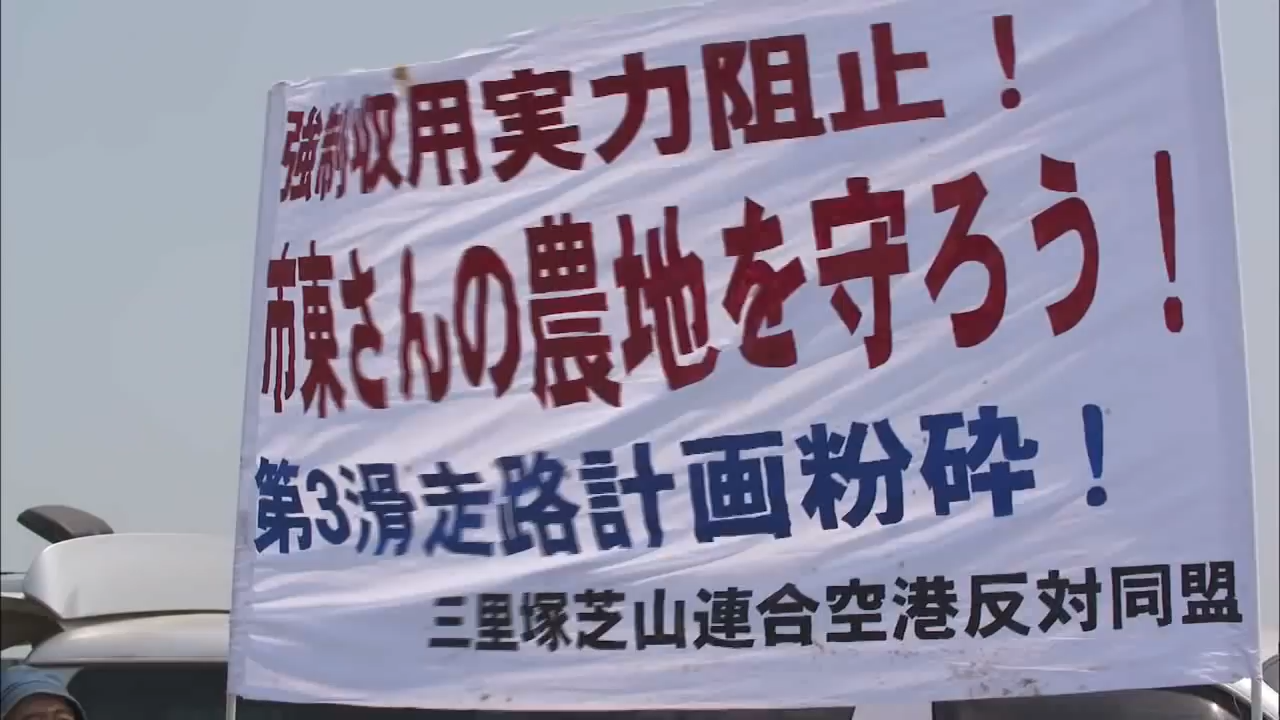 強制収用実力阻止！
市東さんの農地を守ろう！
第3滑走路計画粉砕！
三里塚芝山連合空港反対同盟